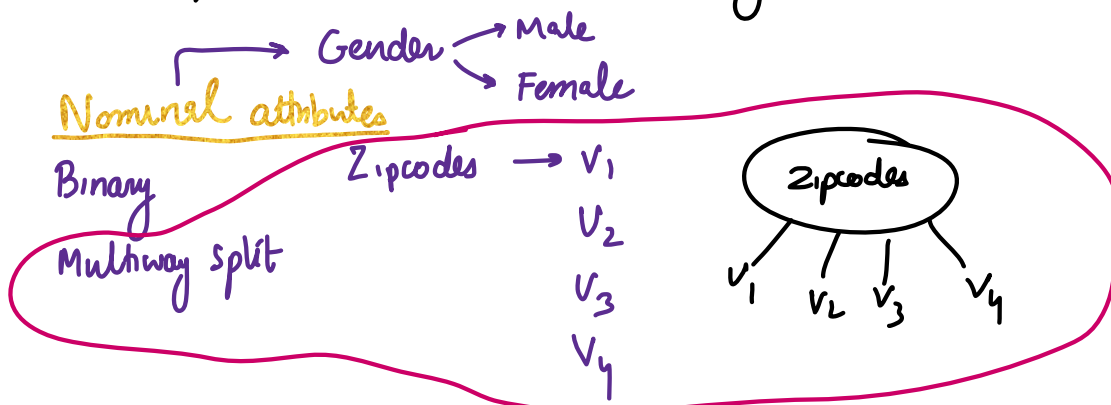 Gender
Male
Female
Nominal attributes
Binary
Zipcodes
V1
V2
V3
V4
Multiway split
Zipcodes
V1
V2
V3
V4